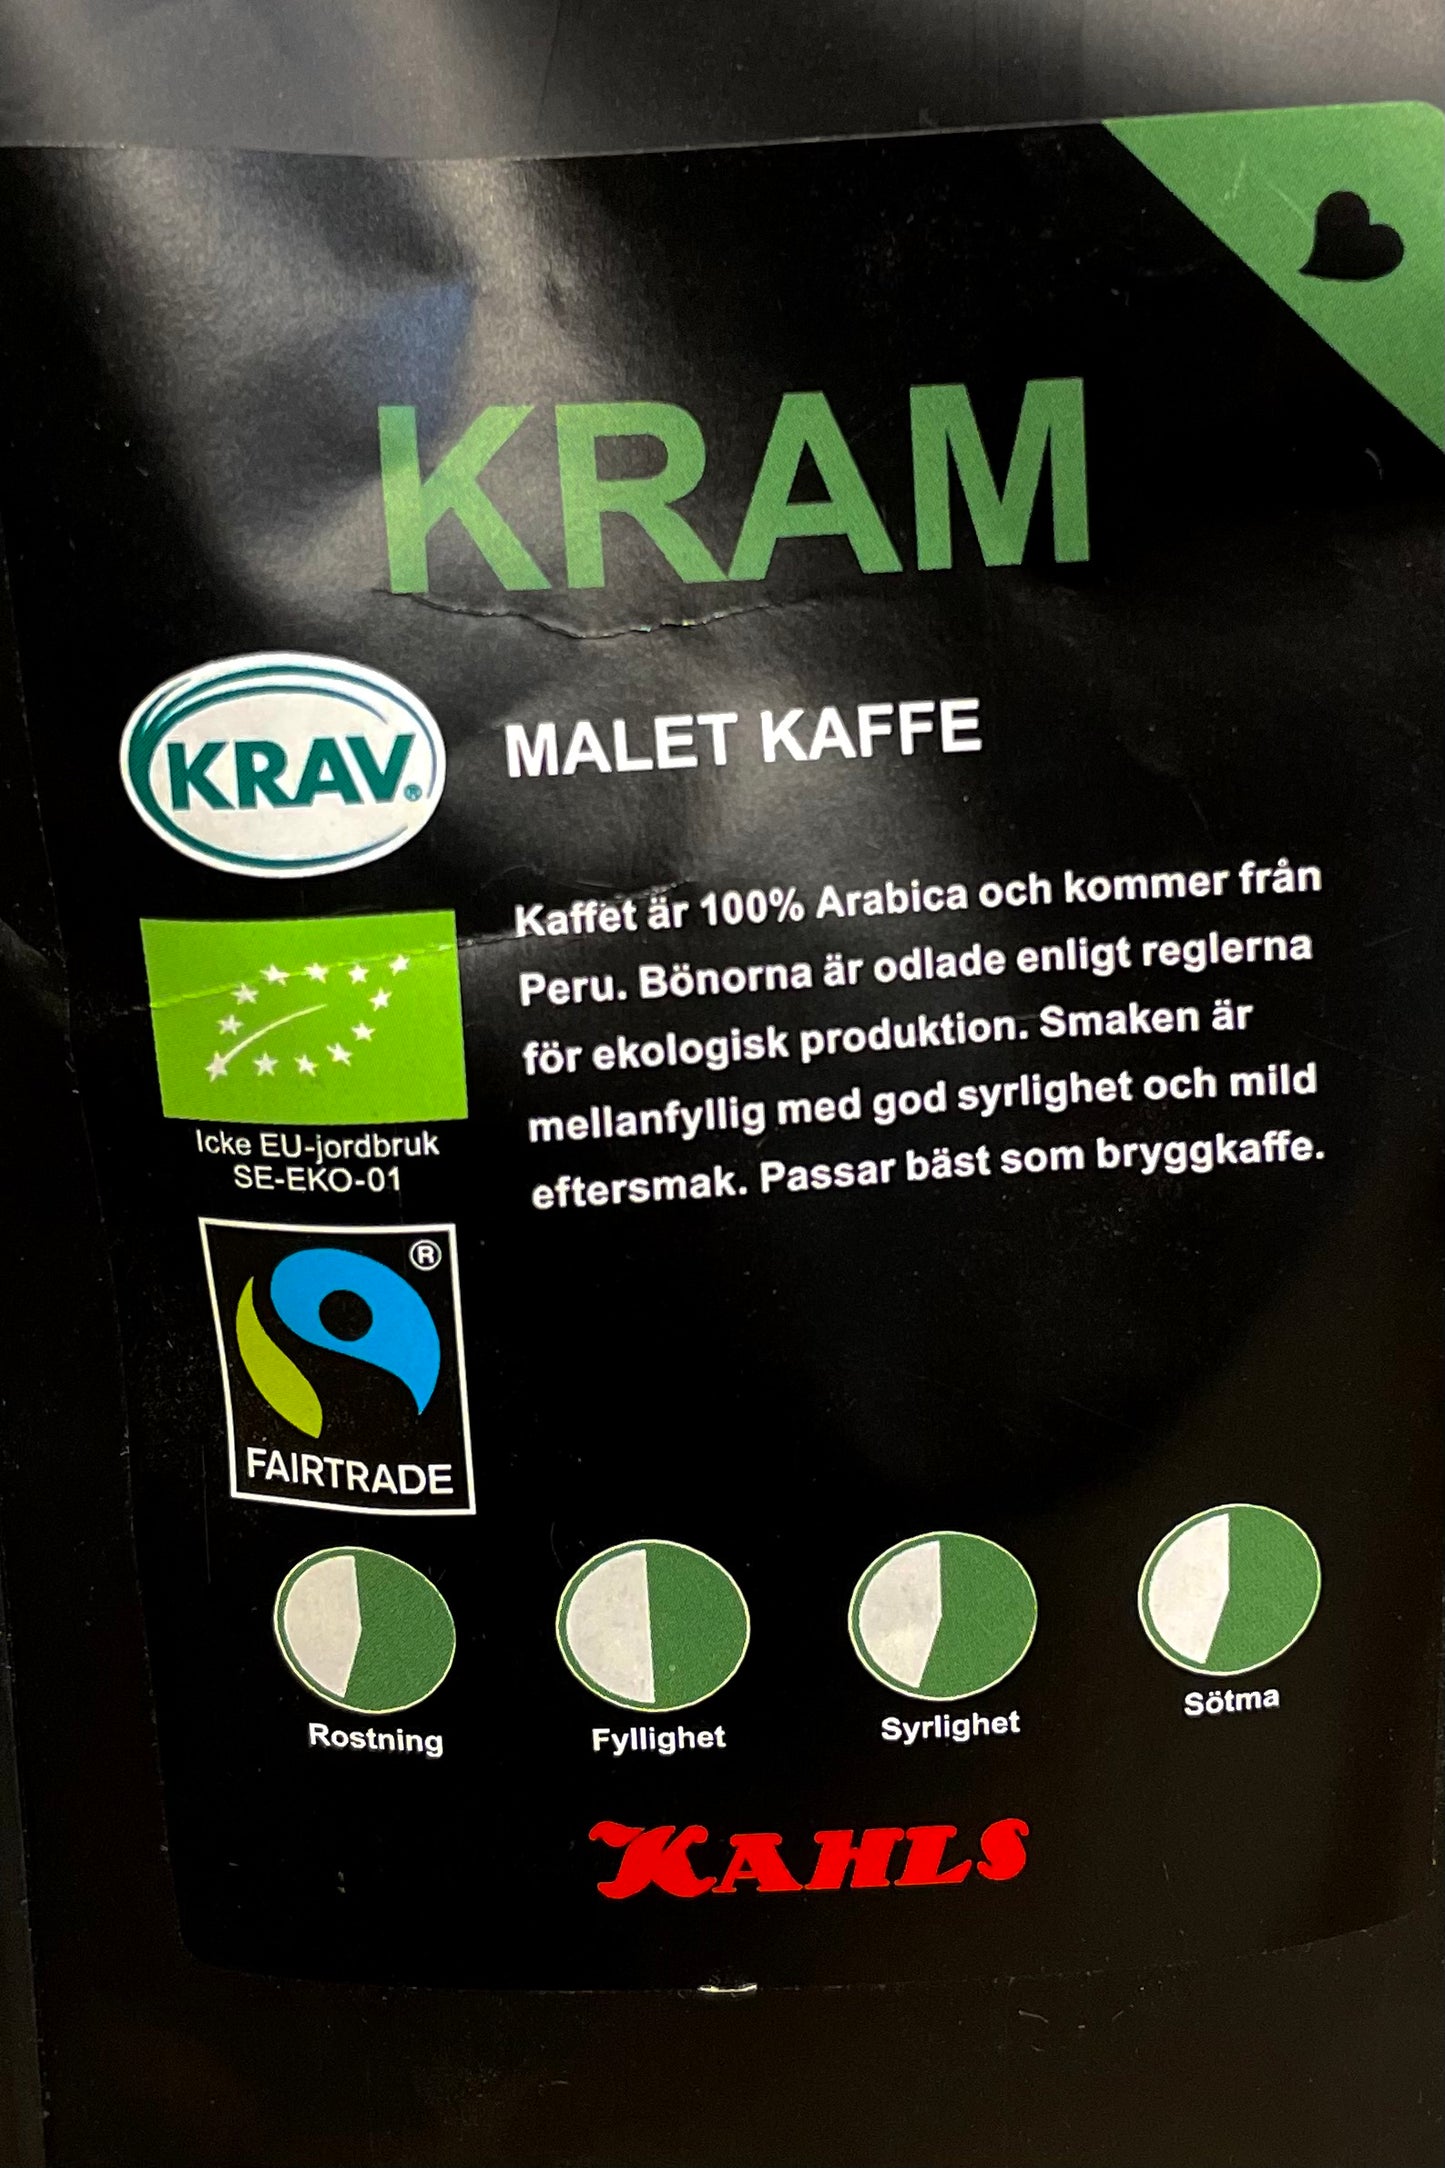 KRAM
KRAV®
MALET KAFFE
Kaffet är 100% Arabica och kommer från
Peru. Bönorna är odlade enligt reglerna
för ekologisk produktion. Smaken är
mellanfyllig med god syrlighet och mild
eftersmak. Passar bäst som bryggkaffe.
Icke EU-jordbruk
SE-EKO-01
®
FAIRTRADE
Rostning
Fyllighet
Syrlighet
Sötma
KAHLS